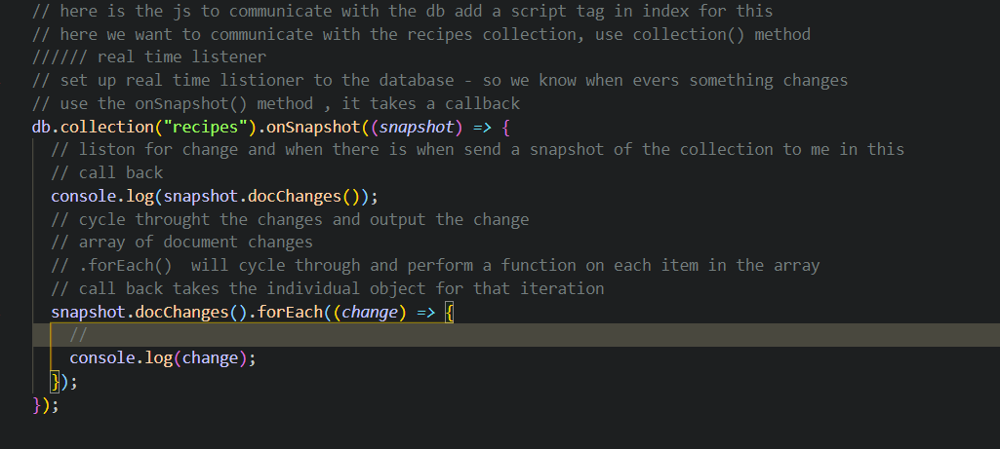 // here is the js to communicate with the db add a script tag in index for this
// here we want to communicate with the recipes collection, use collection() method
////// real time listener
// set up real time listioner to the database - so we know when evers something changes
// use the onSnapshot() method , it takes a callback
db.collection("recipes").onSnapshot((snapshot) => {
// liston for change and when there is when send a snapshot of the collection to me in this
// call back
console.log(snapshot.docChanges());
// cycle throught the changes and output the change
// array of document changes
// .forEach()  will cycle through and perform a function on each item in the array
// call back takes the individual object for that iteration
snapshot.docChanges().forEach((change) => {
//
console.log(change);
});
});